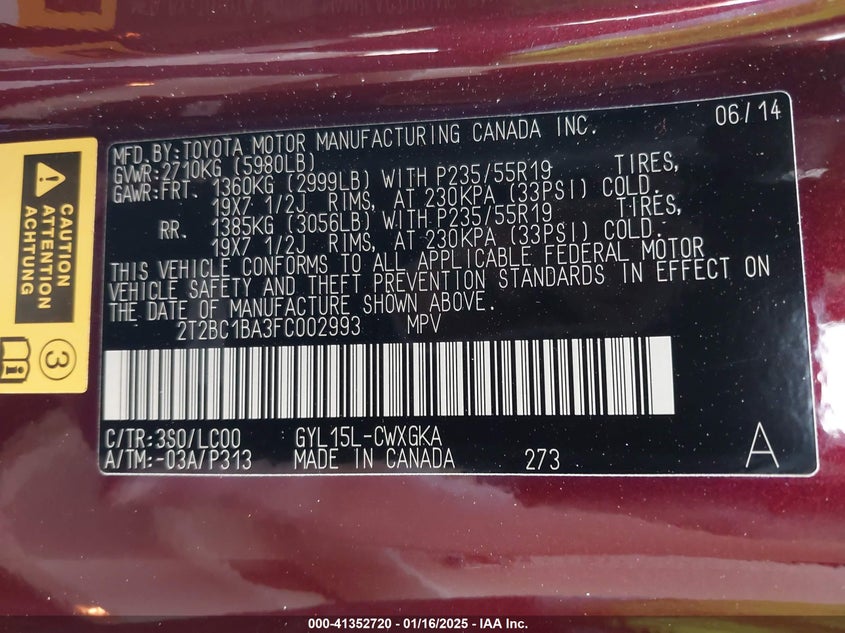 MFD.BY:TOYOTA MOTOR MANUFACTURING CANADA INC. 06/14
GVWR:2710KG (5980LB)
GAWR:FRT. 1360KG (2999LB) WITH P235/55R19 TIRES,
19X7 1/2J RIMS, AT 230KPA (33PSI) COLD.
RR. 1385KG (3056LB) WITH P235/55R19 TIRES,
19X7 1/2J RIMS, AT 230KPA (33PSI) COLD.
THIS VEHICLE CONFORMS TO ALL APPLICABLE FEDERAL MOTOR
VEHICLE SAFETY AND THEFT PREVENTION STANDARDS IN EFFECT ON
THE DATE OF MANUFACTURE SHOWN ABOVE.
2T2BC1BA3FC002993 MPV
C/TR:3S0/LC00 GYL15L-CWXGKA
A/TM:-03A/P313 MADE IN CANADA 273 A
CAUTION
ATTENTION
ACHTUNG
3
000-41352720 - 01/16/2025 - IAA Inc.